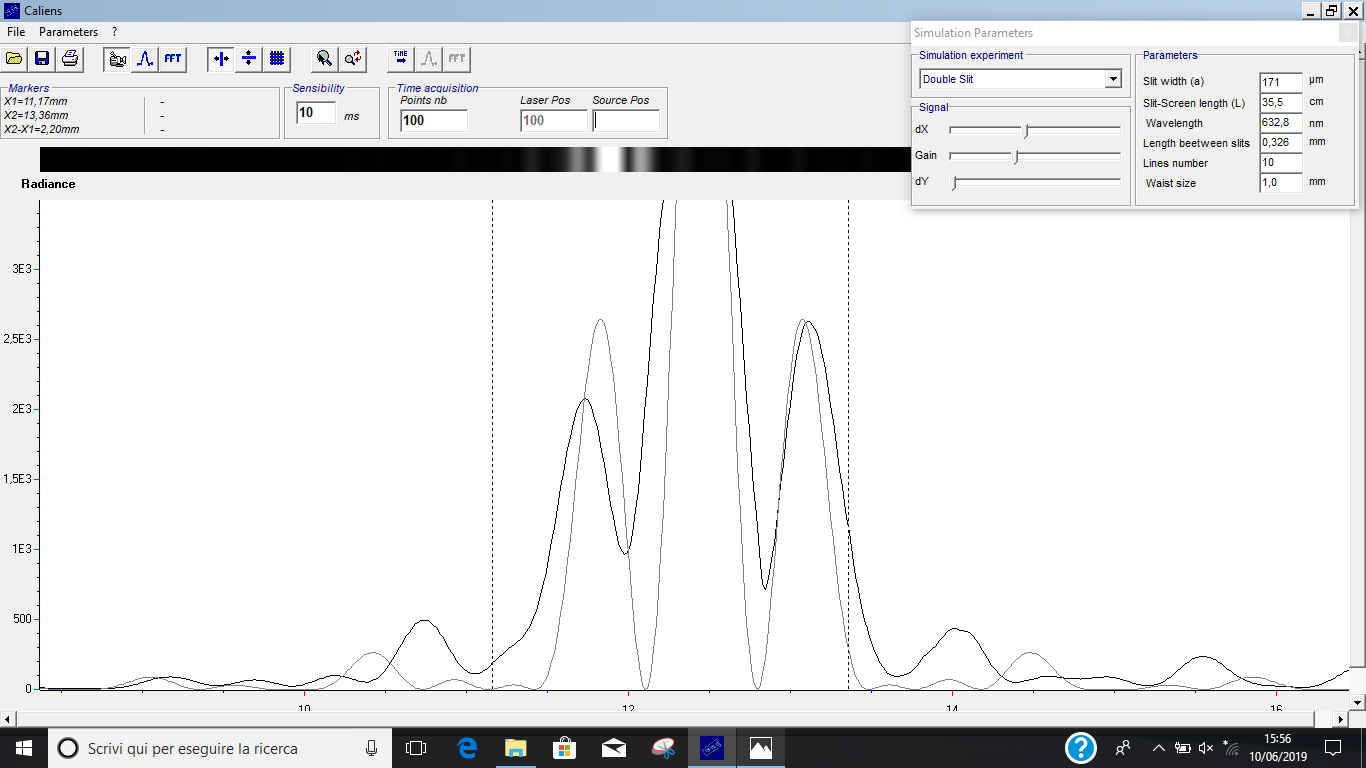 Caliens
File Parameters ?
FFT TIME FFT
Markers
X1=11,17mm -
X2=13,36mm -
X2-X1=2,20mm -
Sensibility
10 ms
Time acquisition
Points nb Laser Pos Source Pos
100 100
Simulation Parameters
Simulation experiment
Double Slit
Signal
dX
Gain
dY
Parameters
Slit width (a) 171 µm
Slit-Screen length (L) 35,5 cm
Wavelength 632,8 nm
Length beetween slits 0,326 mm
Lines number 10
Waist size 1,0 mm
Radiance
3E3
2,5E3
2E3
1,5E3
1E3
500
0
10 12 14 16
Scrivi qui per eseguire la ricerca
15:56
10/06/2019